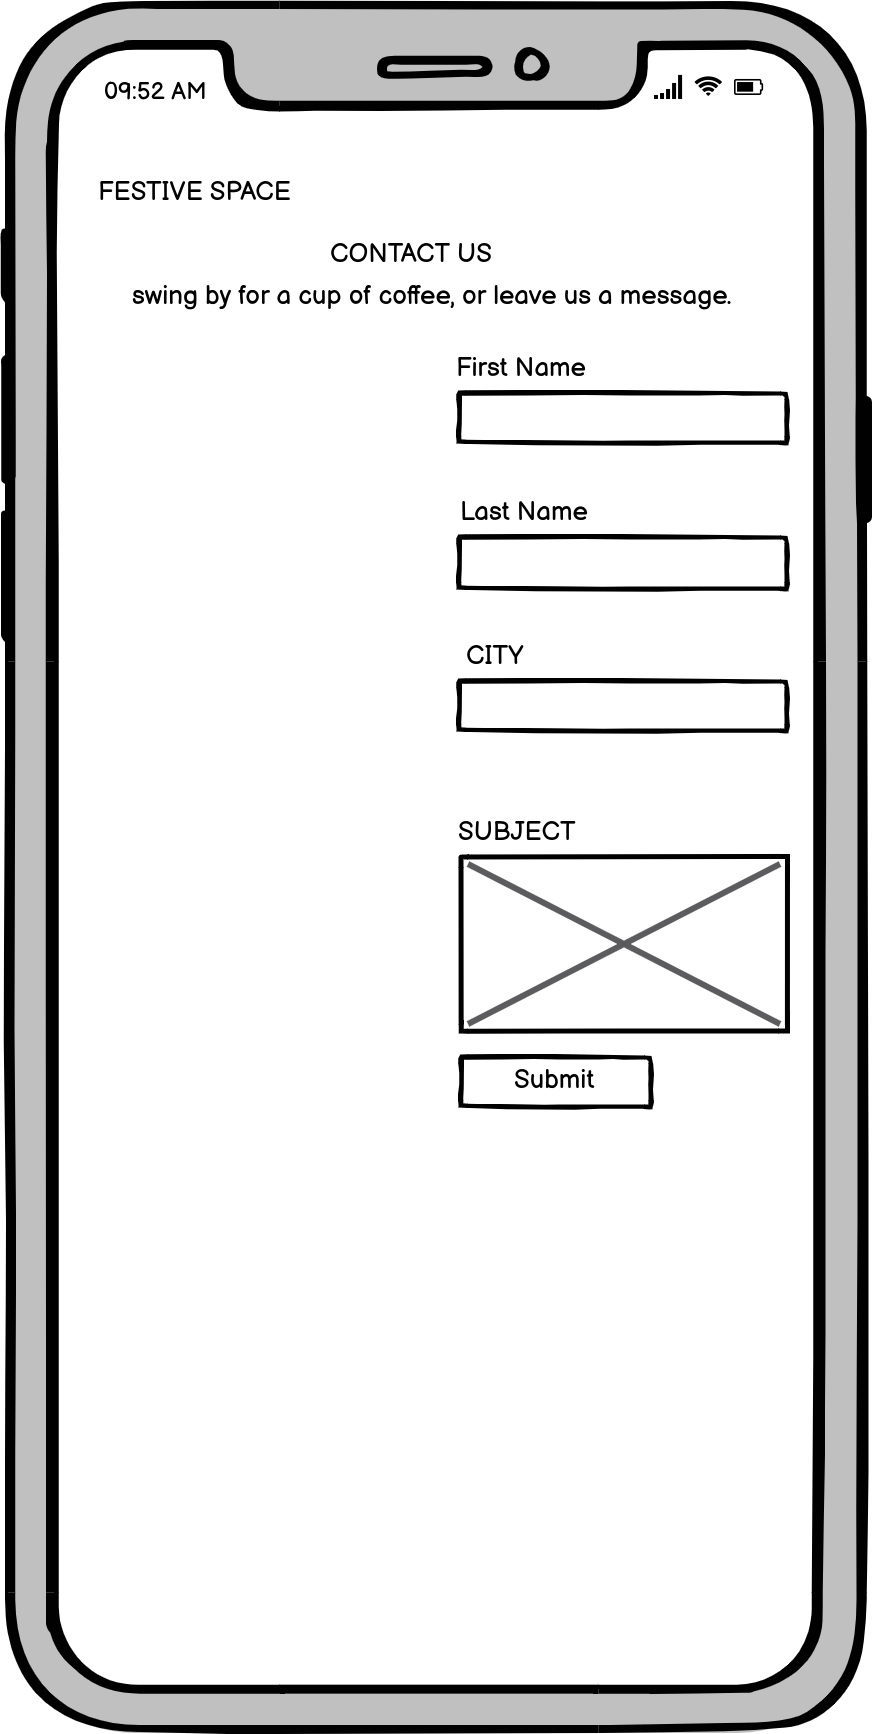 09:52 AM
FESTIVE SPACE
CONTACT US
swing by for a cup of coffee, or leave us a message.
First Name
Last Name
CITY
SUBJECT
Submit